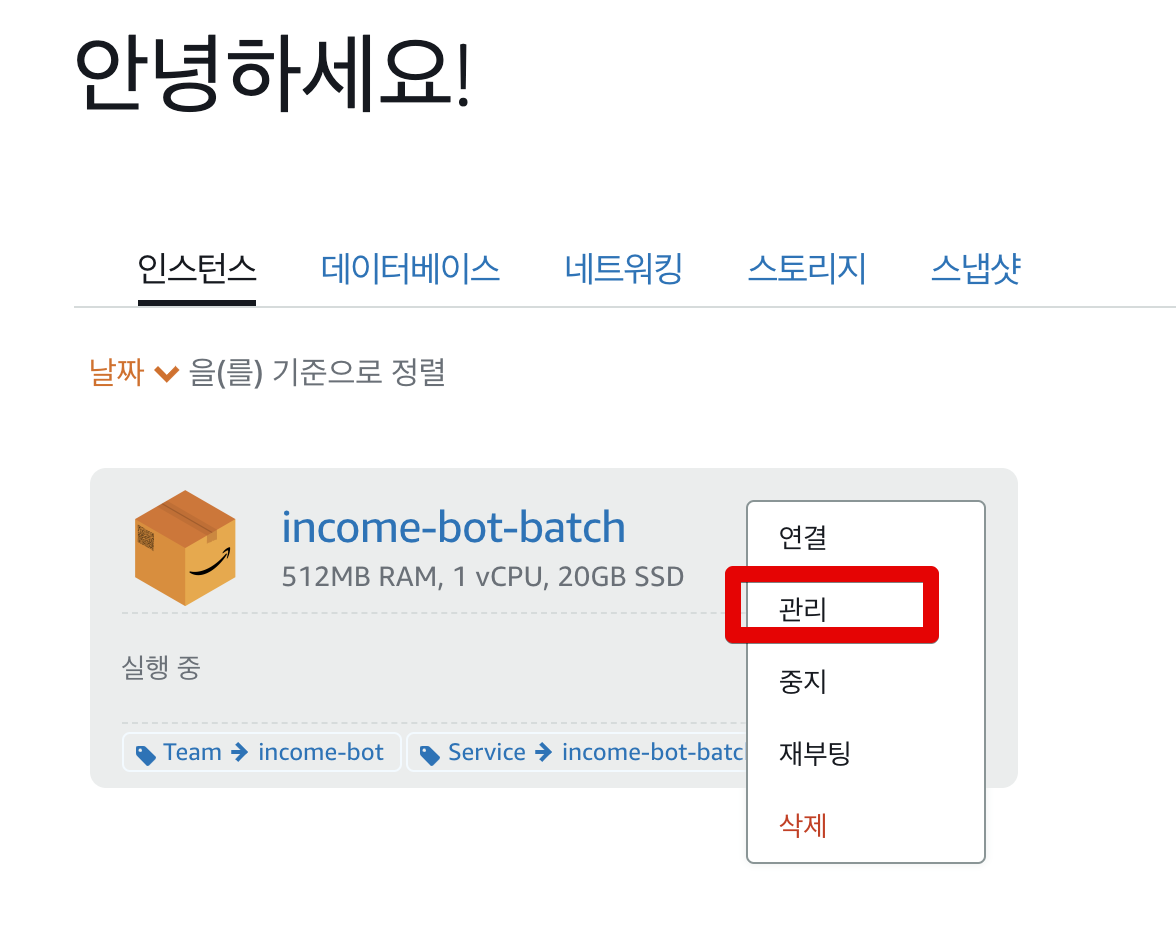 안녕하세요!
인스턴스 데이터베이스 네트워킹 스토리지 스냅샷
날짜 을(를) 기준으로 정렬
income-bot-batch
512MB RAM, 1 vCPU, 20GB SSD
실행 중
Team → income-bot Service → income-bot-batc
연결
관리
중지
재부팅
삭제